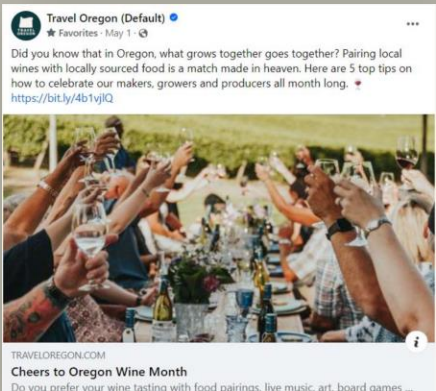 Travel Oregon (Default)
Favorites · May 1 ·
Did you know that in Oregon, what grows together goes together? Pairing local
wines with locally sourced food is a match made in heaven. Here are 5 top tips on
how to celebrate our makers, growers and producers all month long. 🍷
https://bit.ly/4b1vjlQ
TRAVELOREGON.COM
Cheers to Oregon Wine Month
Do you prefer your wine tasting with food pairings, live music, art, board games ...